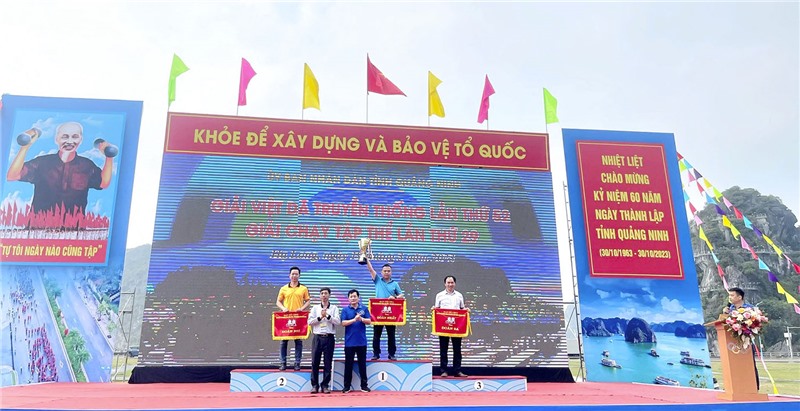 KHỎE ĐỂ XÂY DỰNG VÀ BẢO VỆ TỔ QUỐC
ỦY BAN NHÂN DÂN TỈNH QUẢNG NINH
GIẢI VIỆT DÃ TRUYỀN THỐNG LẦN THỨ
GIẢI CHẠY TẬP THỂ LẦN THỨ
"TỰ TÔI NGÀY NÀO CŨNG TẬP"
NHIỆT LIỆT
CHÀO MỪNG
KỶ NIỆM 60 NĂM
NGÀY THÀNH LẬP
TỈNH QUẢNG NINH
(30/10/1963 - 30/10/2023)
GIẢI NHÌ
GIẢI NHẤT
GIẢI BA
2
1
3